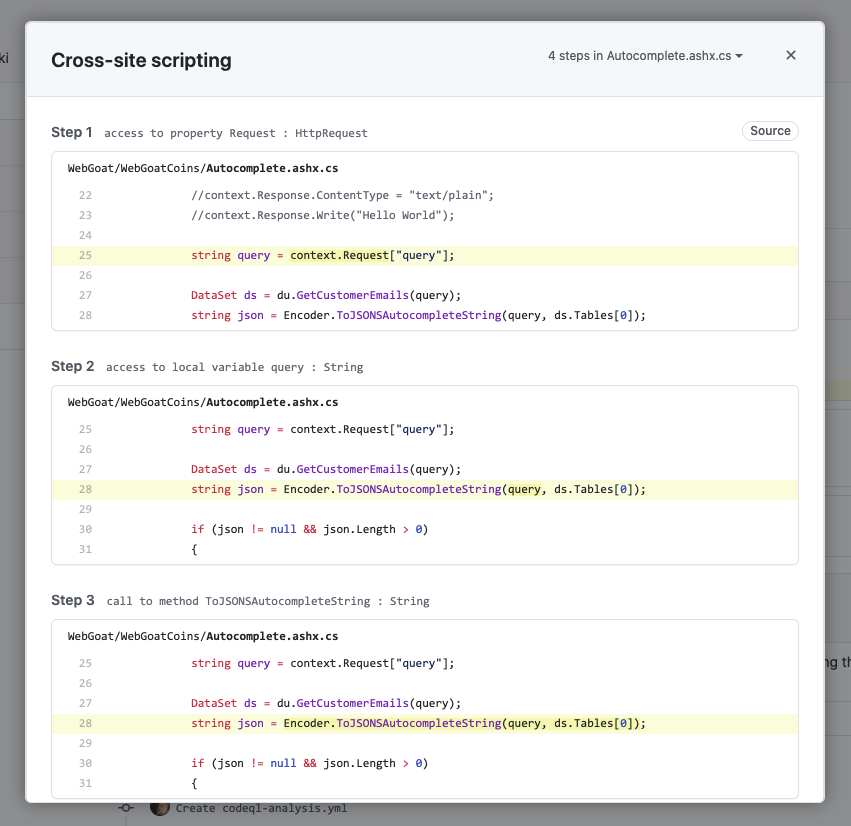 ki
Cross-site scripting
4 steps in Autocomplete.ashx.cs
Step 1 access to property Request : HttpRequest
Source
WebGoat/WebGoatCoins/Autocomplete.ashx.cs
22 //context.Response.ContentType = "text/plain";
23 //context.Response.Write("Hello World");
24
25 string query = context.Request["query"];
26
27 DataSet ds = du.GetCustomerEmails(query);
28 string json = Encoder.ToJSONSAutocompleteString(query, ds.Tables[0]);
Step 2 access to local variable query : String
WebGoat/WebGoatCoins/Autocomplete.ashx.cs
25 string query = context.Request["query"];
26
27 DataSet ds = du.GetCustomerEmails(query);
28 string json = Encoder.ToJSONSAutocompleteString(query, ds.Tables[0]);
29
30 if (json != null && json.Length > 0)
31 {
Step 3 call to method ToJSONSAutocompleteString : String
WebGoat/WebGoatCoins/Autocomplete.ashx.cs
25 string query = context.Request["query"];
26
27 DataSet ds = du.GetCustomerEmails(query);
ng th
28 string json = Encoder.ToJSONSAutocompleteString(query, ds.Tables[0]);
29
30 if (json != null && json.Length > 0)
31 {
Create codeql-analysis.yml